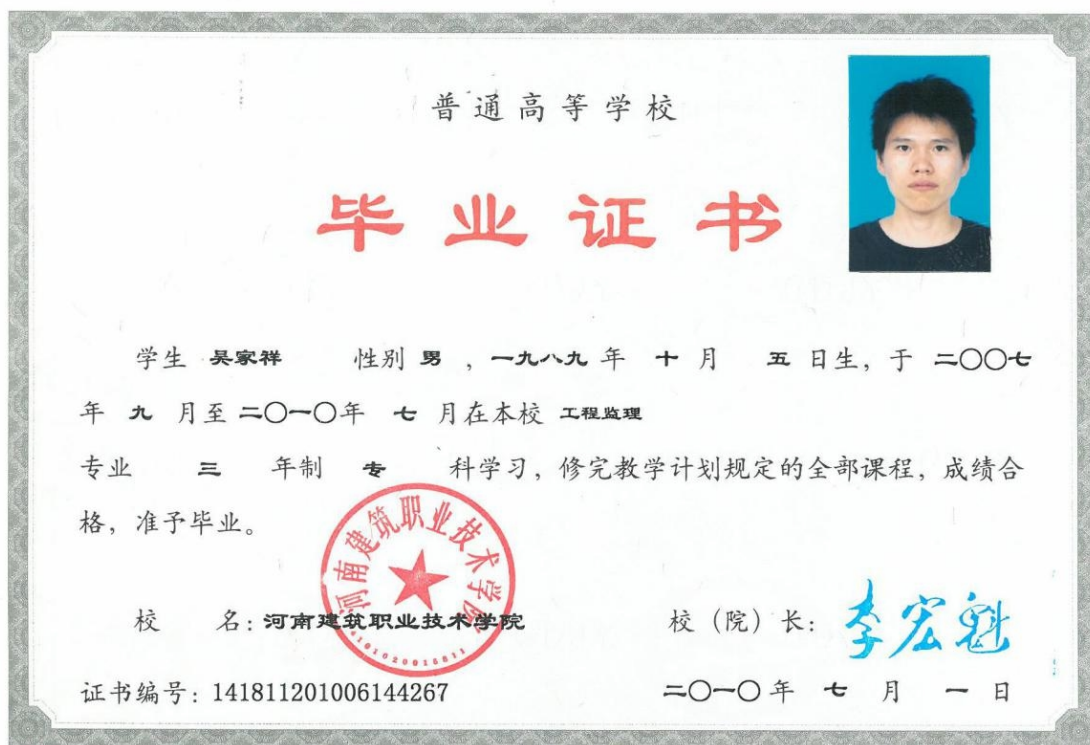 普通高等学校
毕业证书
学生 吴家祥 性别 男 ，一九八九 年 十 月 五 日生，于 二〇〇七
年 九 月至 二〇一〇年 七 月在本校 工程监理
专业 三 年制 专 科学习，修完教学计划规定的全部课程，成绩合
格，准予毕业。
河南建筑职业技术学院
校 名：河南建筑职业技术学院
校（院）长：李宏魁
证书编号：141811201006144267
二〇一〇年 七 月 一 日